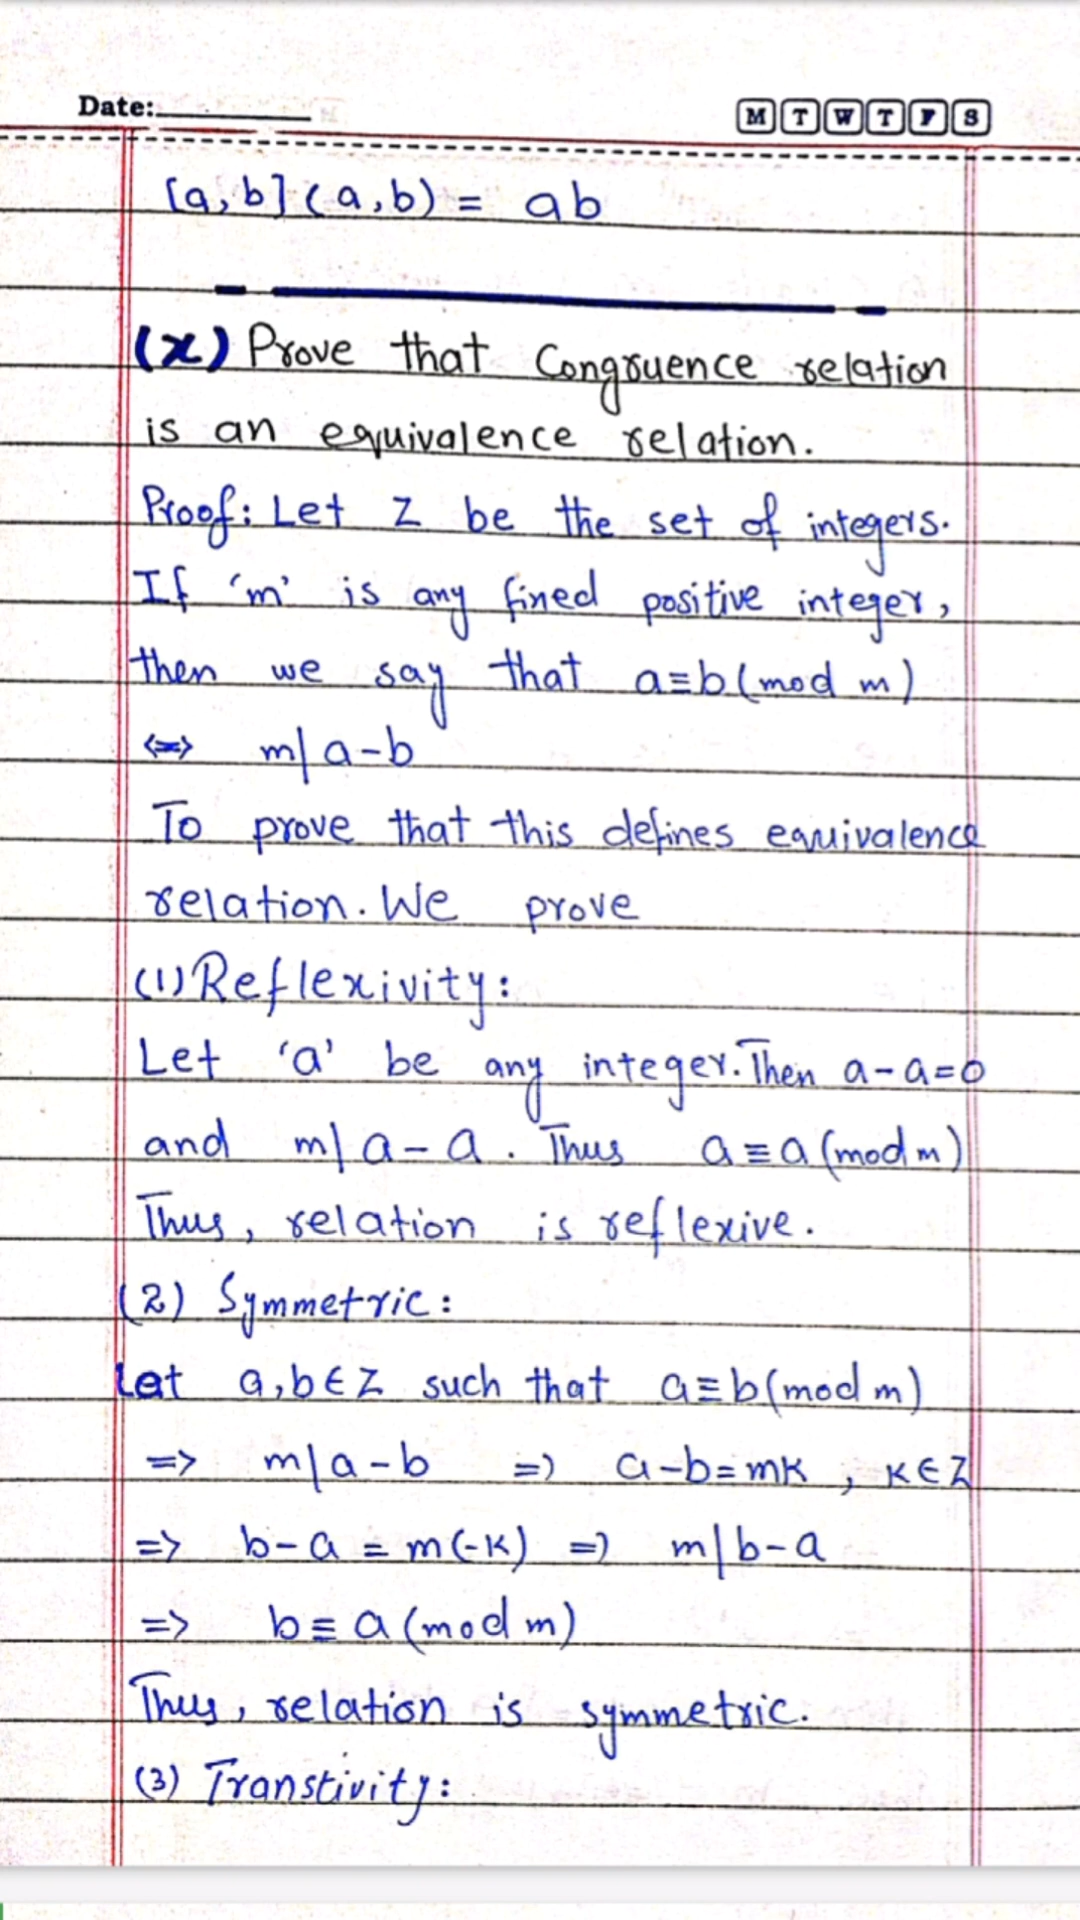 Date:
M T W T F S
[a,b](a,b) = ab
(x) Prove that Congruence relation
is an equivalence relation.
Proof: Let Z be the set of integers.
If 'm' is any fined positive integer,
then we say that a≡b(mod m)
<=> m|a-b
To prove that this defines equivalence
relation. We prove
(1) Reflexivity:
Let 'a' be any integer. Then a-a=0
and m|a-a. Thus a≡a(mod m)
Thus, relation is reflexive.
(2) Symmetric:
Let a,b∈Z such that a≡b(mod m)
=> m|a-b => a-b=mK, K∈Z
=> b-a = m(-K) => m|b-a
=> b≡a(mod m)
Thus, relation is symmetric.
(3) Transtivity: